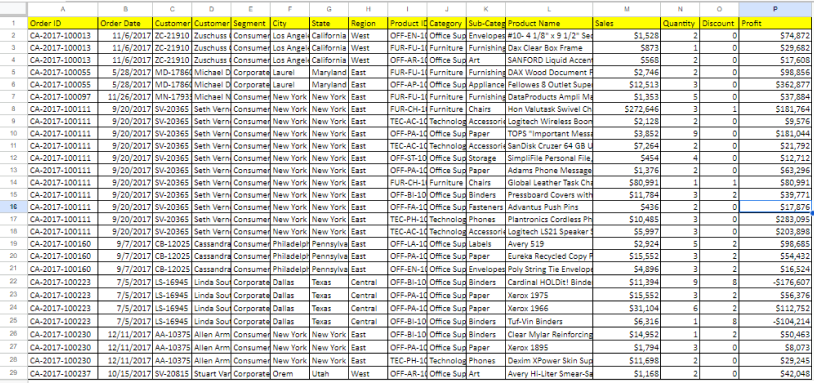 A B C D E F G H I J K L M N O P
1 Order ID Order Date Customer Customer Segment City State Region Product ID Category Sub-Categ Product Name Sales Quantity Discount Profit
2 CA-2017-100013 11/6/2017 ZC-21910 Zuschuss Consumer Los Angel California West OFF-EN-10 Office Sup Envelopes #10- 4 1/8" x 9 1/2" Sec $1,528 2 0 $74,872
3 CA-2017-100013 11/6/2017 ZC-21910 Zuschuss Consumer Los Angel California West FUR-FU-1 Furniture Furnishing Dax Clear Box Frame $873 1 0 $29,682
4 CA-2017-100013 11/6/2017 ZC-21910 Zuschuss Consumer Los Angel California West OFF-AR-10 Office Sup Art SANFORD Liquid Accent $568 2 0 $17,608
5 CA-2017-100055 5/28/2017 MD-1786 Michael D Corporate Laurel Maryland East FUR-FU-1 Furniture Furnishing DAX Wood Document F $2,746 2 0 $98,856
6 CA-2017-100055 5/28/2017 MD-1786 Michael D Corporate Laurel Maryland East OFF-AP-10 Office Sup Appliance Fellowes 8 Outlet Super $12,513 3 0 $362,877
7 CA-2017-100097 11/26/2017 MN-1793 Michael N Consumer New York New York East FUR-FU-1 Furniture Furnishing DataProducts Ampli Ma $1,353 5 0 $37,884
8 CA-2017-100111 9/20/2017 SV-20365 Seth Vern Consumer New York New York East FUR-CH-1 Furniture Chairs Hon Valutask Swivel Ch $272,646 3 1 $181,764
9 CA-2017-100111 9/20/2017 SV-20365 Seth Vern Consumer New York New York East TEC-AC-10 Technolog Accessorie Logitech Wireless Boom $2,128 2 0 $9,576
10 CA-2017-100111 9/20/2017 SV-20365 Seth Vern Consumer New York New York East OFF-PA-10 Office Sup Paper TOPS "Important Messa $3,852 9 0 $181,044
11 CA-2017-100111 9/20/2017 SV-20365 Seth Vern Consumer New York New York East TEC-AC-10 Technolog Accessorie SanDisk Cruzer 64 GB U $7,264 2 0 $21,792
12 CA-2017-100111 9/20/2017 SV-20365 Seth Vern Consumer New York New York East OFF-ST-10 Office Sup Storage SimpliFile Personal File, $454 4 0 $12,712
13 CA-2017-100111 9/20/2017 SV-20365 Seth Vern Consumer New York New York East OFF-PA-10 Office Sup Paper Adams Phone Message $1,376 2 0 $63,296
14 CA-2017-100111 9/20/2017 SV-20365 Seth Vern Consumer New York New York East FUR-CH-1 Furniture Chairs Global Leather Task Cha $80,991 1 1 $80,991
15 CA-2017-100111 9/20/2017 SV-20365 Seth Vern Consumer New York New York East OFF-BI-10 Office Sup Binders Pressboard Covers with $11,784 3 2 $39,771
16 CA-2017-100111 9/20/2017 SV-20365 Seth Vern Consumer New York New York East OFF-FA-10 Office Sup Fasteners Advantus Push Pins $436 2 0 $17,876
17 CA-2017-100111 9/20/2017 SV-20365 Seth Vern Consumer New York New York East TEC-PH-10 Technolog Phones Plantronics Cordless Ph $10,485 3 0 $283,095
18 CA-2017-100111 9/20/2017 SV-20365 Seth Vern Consumer New York New York East TEC-AC-10 Technolog Accessorie Logitech LS21 Speaker S $5,997 3 0 $203,898
19 CA-2017-100160 9/7/2017 CB-12025 Cassandra Consumer Philadelph Pennsylva East OFF-LA-10 Office Sup Labels Avery 519 $2,924 5 2 $98,685
20 CA-2017-100160 9/7/2017 CB-12025 Cassandra Consumer Philadelph Pennsylva East OFF-PA-10 Office Sup Paper Eureka Recycled Copy P $15,552 3 2 $54,432
21 CA-2017-100160 9/7/2017 CB-12025 Cassandra Consumer Philadelph Pennsylva East OFF-EN-10 Office Sup Envelopes Poly String Tie Envelope $4,896 3 2 $16,524
22 CA-2017-100223 7/5/2017 LS-16945 Linda Sou Corporate Dallas Texas Central OFF-BI-10 Office Sup Binders Cardinal HOLDit! Binde $11,394 9 8 -$176,607
23 CA-2017-100223 7/5/2017 LS-16945 Linda Sou Corporate Dallas Texas Central OFF-PA-10 Office Sup Paper Xerox 1975 $15,552 3 2 $56,376
24 CA-2017-100223 7/5/2017 LS-16945 Linda Sou Corporate Dallas Texas Central OFF-PA-10 Office Sup Paper Xerox 1966 $31,104 6 2 $112,752
25 CA-2017-100223 7/5/2017 LS-16945 Linda Sou Corporate Dallas Texas Central OFF-BI-10 Office Sup Binders Tuf-Vin Binders $6,316 1 8 -$104,214
26 CA-2017-100230 12/11/2017 AA-10375 Allen Arm Consumer New York New York East OFF-BI-10 Office Sup Binders Clear Mylar Reinforcing $14,952 1 2 $50,463
27 CA-2017-100230 12/11/2017 AA-10375 Allen Arm Consumer New York New York East OFF-PA-10 Office Sup Paper Xerox 1895 $1,794 3 0 $8,073
28 CA-2017-100230 12/11/2017 AA-10375 Allen Arm Consumer New York New York East TEC-PH-10 Technolog Phones Dexim XPower Skin Sup $11,698 2 0 $29,245
29 CA-2017-100237 10/15/2017 SV-20815 Stuart Van Corporate Orem Utah West OFF-AR-10 Office Sup Art Avery Hi-Liter Smear-Sa $1,168 2 0 $42,048